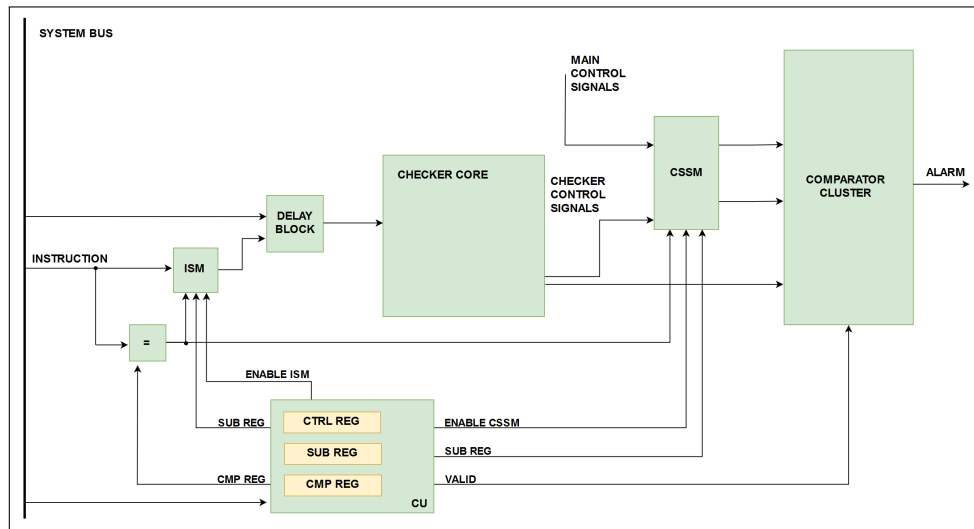 SYSTEM BUS
MAIN
CONTROL
SIGNALS
CHECKER CORE
CHECKER
CONTROL
SIGNALS
CSSM
COMPARATOR
CLUSTER
ALARM
DELAY
BLOCK
INSTRUCTION
ISM
=
ENABLE ISM
SUB REG
CTRL REG
ENABLE CSSM
SUB REG
SUB REG
CMP REG
CMP REG
VALID
CU